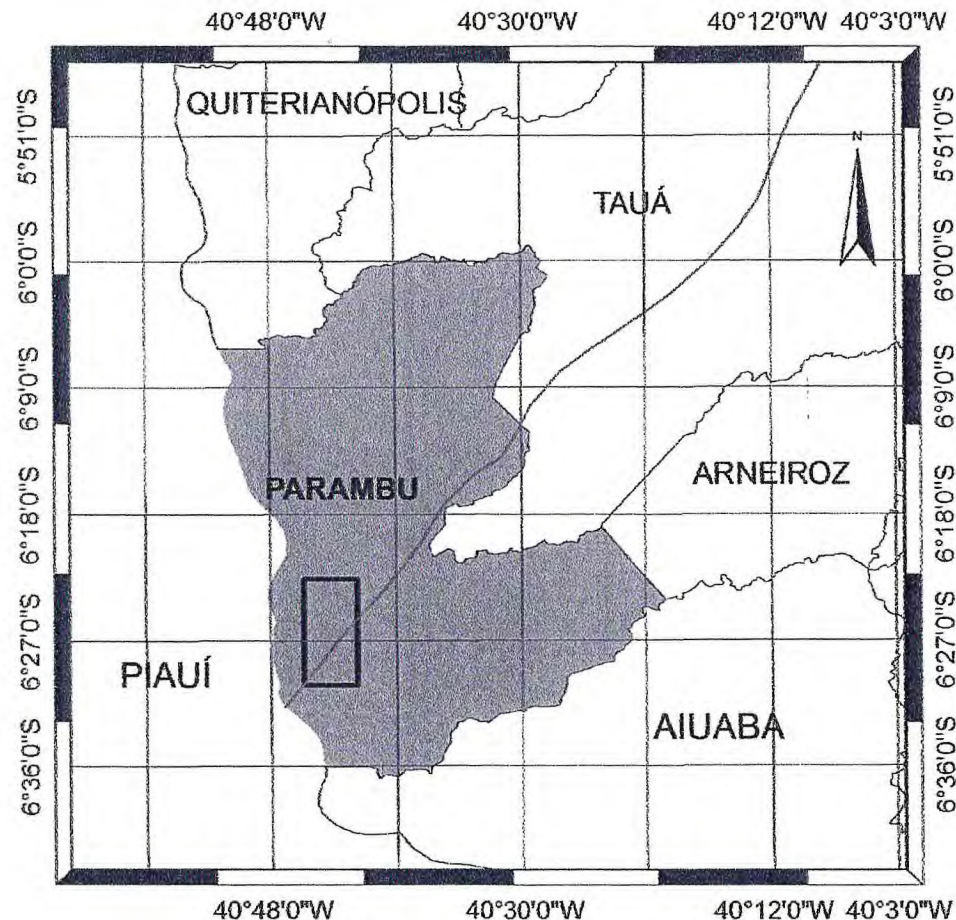 40°48'0"W 40°30'0"W 40°12'0"W 40°3'0"W
QUITERIANÓPOLIS
5°51'0"S 5°51'0"S
N
TAUÁ
6°0'0"S 6°0'0"S
6°9'0"S 6°9'0"S
ARNEIROZ
PARAMBU
6°18'0"S 6°18'0"S
6°27'0"S 6°27'0"S
PIAUÍ
AIUABA
6°36'0"S 6°36'0"S
40°48'0"W 40°30'0"W 40°12'0"W 40°3'0"W